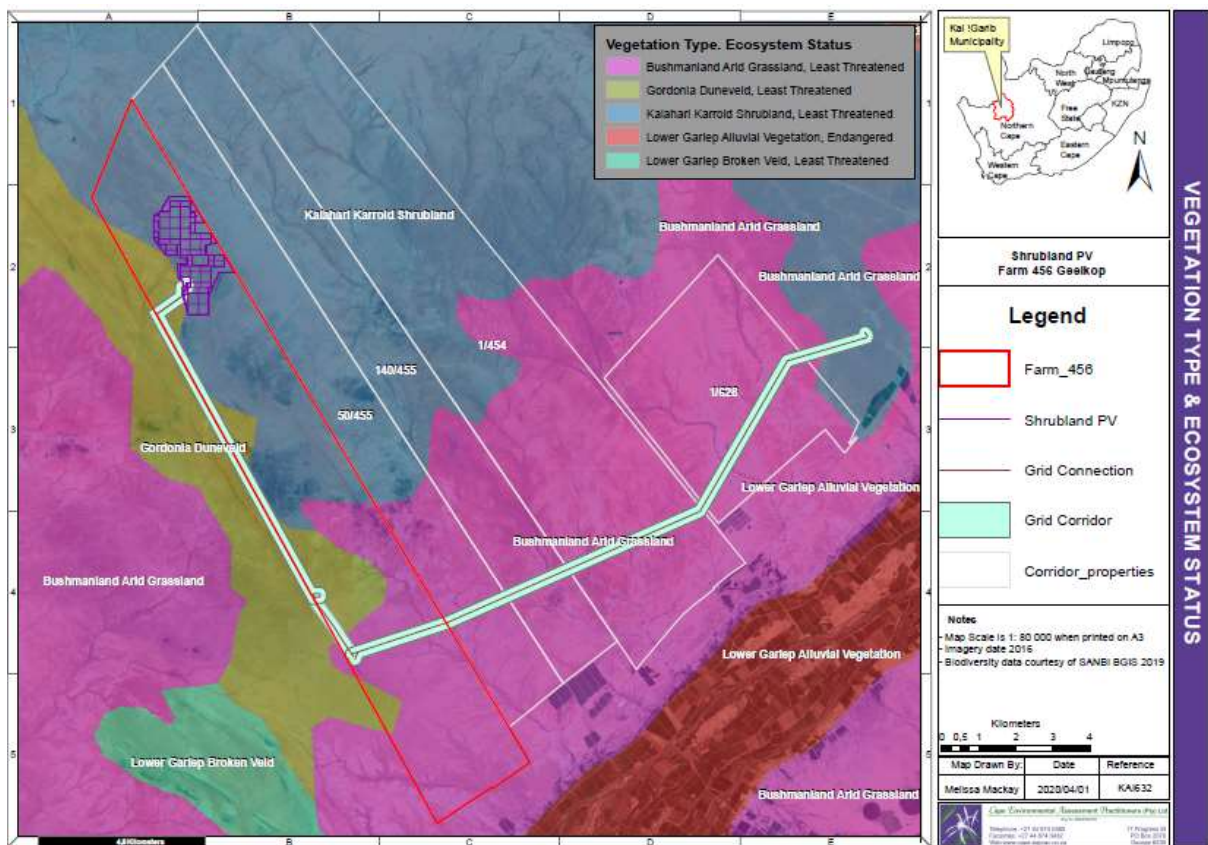 A B C D E
Vegetation Type. Ecosystem Status
Bushmanland Arid Grassland, Least Threatened
Gordonia Duneveld, Least Threatened
Kalahari Karroid Shrubland, Least Threatened
Lower Gariep Alluvial Vegetation, Endangered
Lower Gariep Broken Veld, Least Threatened
1
Kalahari Karroid Shrubland
Bushmanland Arid Grassland
2
2
Bushmanland Arid Grassland
1/454
140/455
1/628
50/455
3
3
Gordonia Duneveld
Lower Gariep Alluvial Vegetation
Bushmanland Arid Grassland
Bushmanland Arid Grassland
4
4
Lower Gariep Alluvial Vegetation
5
5
Lower Gariep Broken Veld
Bushmanland Arid Grassland
A B C D E
Kai !Garib
Municipality
Limpopo
North
West
Gauteng
Mpumalanga
Free
State
KZN
Northern
Cape
Eastern
Cape
Western
Cape
N
Shrubland PV
Farm 456 Geelkop
Legend
Farm_456
Shrubland PV
Grid Connection
Grid Corridor
Corridor_properties
Notes
- Map Scale is 1: 80 000 when printed on A3
- Imagery date 2016
- Biodiversity data courtesy of SANBI BGIS 2019
Kilometers
0 0,5 1 2 3 4
Map Drawn By: Date Reference
Melissa Mackay 2020/04/01 KAI632
Cape Environmental Assessment Practitioners (Pty) Ltd
VEGETATION TYPE & ECOSYSTEM STATUS